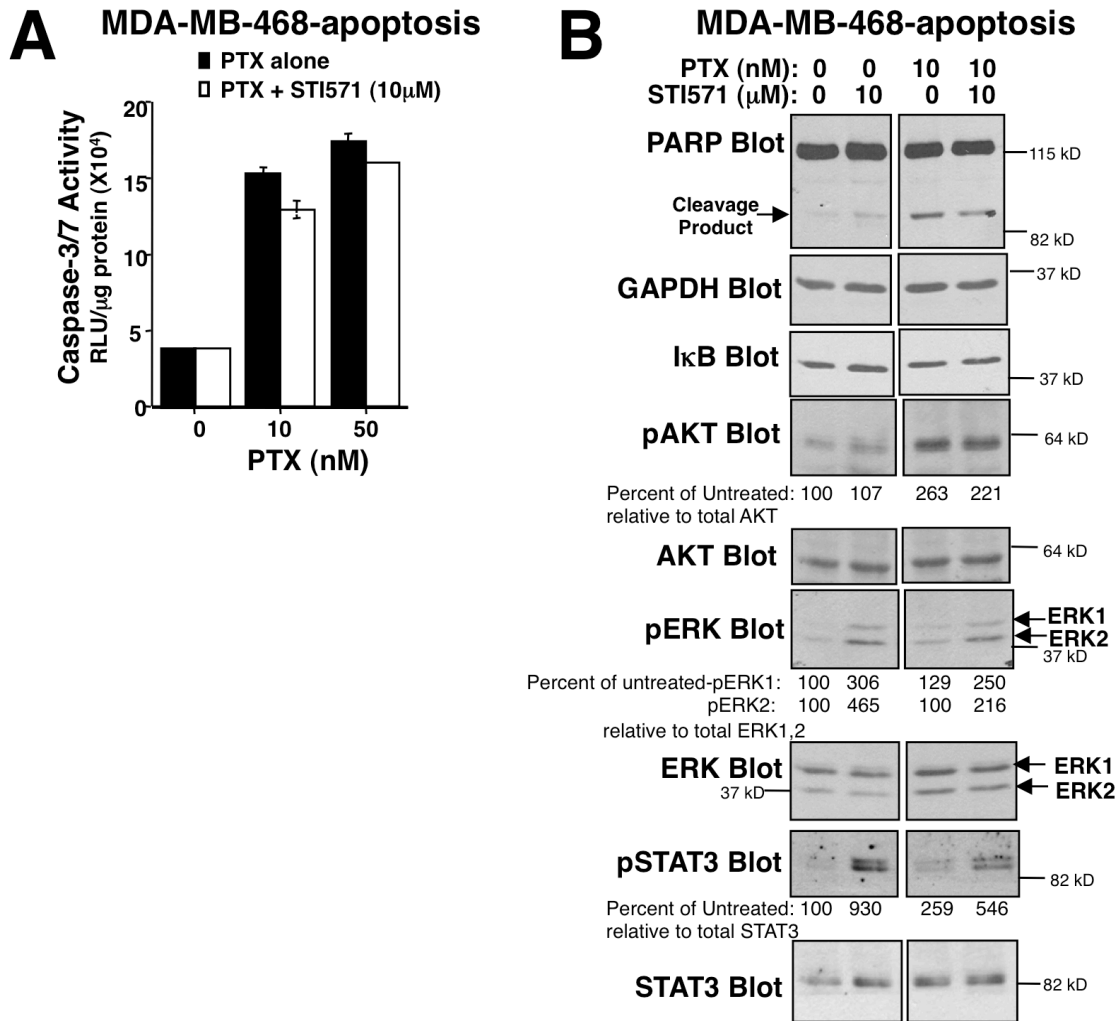 A
MDA-MB-468-apoptosis
PTX alone
PTX + STI571 (10μM)
Caspase-3/7 Activity
RLU/μg protein (X10⁴)
20
15
10
5
0
0 10 50
PTX (nM)
B
MDA-MB-468-apoptosis
PTX (nM): 0 0 10 10
STI571 (μM): 0 10 0 10
PARP Blot
115 kD
Cleavage
Product
82 kD
GAPDH Blot
37 kD
IκB Blot
37 kD
pAKT Blot
64 kD
Percent of Untreated: 100 107 263 221
relative to total AKT
AKT Blot
64 kD
pERK Blot
ERK1
ERK2
37 kD
Percent of untreated-pERK1: 100 306 129 250
pERK2: 100 465 100 216
relative to total ERK1,2
ERK Blot
ERK1
37 kD
ERK2
pSTAT3 Blot
82 kD
Percent of Untreated: 100 930 259 546
relative to total STAT3
STAT3 Blot
82 kD